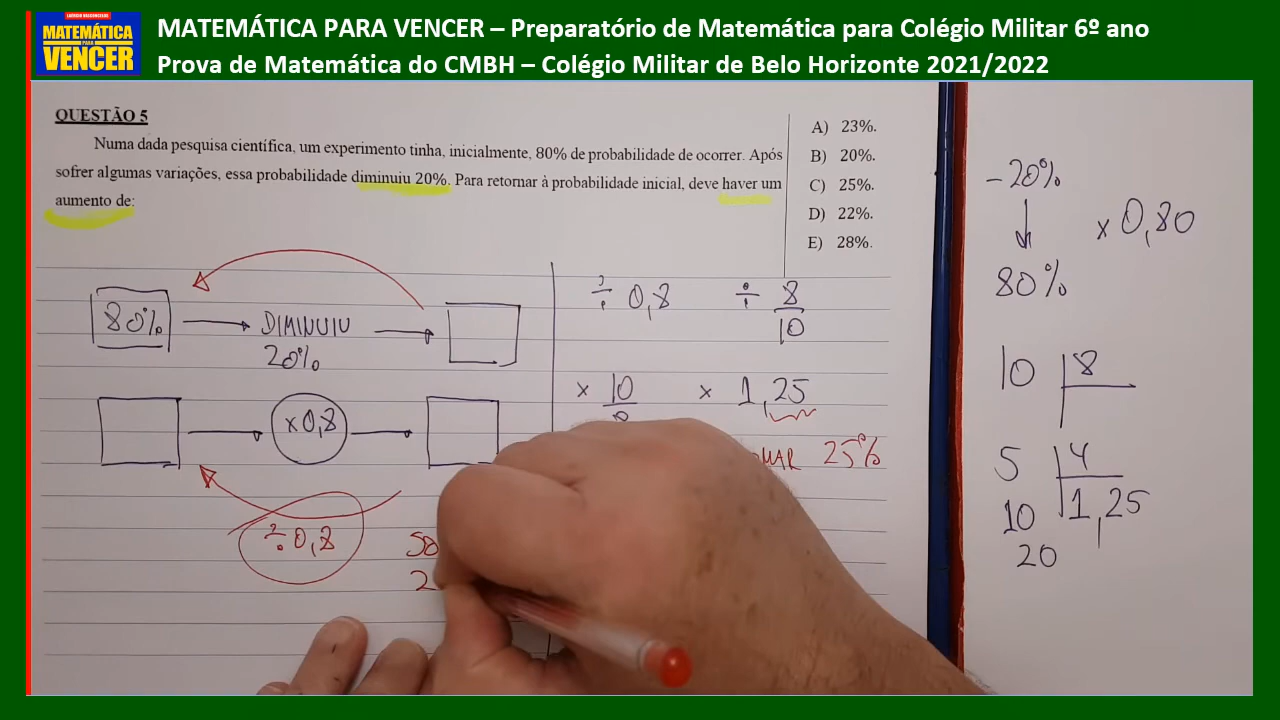 LAÉRCIO VASCONCELOS
MATEMÁTICA
PARA
VENCER
MATEMÁTICA PARA VENCER – Preparatório de Matemática para Colégio Militar 6º ano
Prova de Matemática do CMBH – Colégio Militar de Belo Horizonte 2021/2022
QUESTÃO 5
Numa dada pesquisa científica, um experimento tinha, inicialmente, 80% de probabilidade de ocorrer. Após
sofrer algumas variações, essa probabilidade diminuiu 20%. Para retornar à probabilidade inicial, deve haver um
aumento de:
A) 23%.
B) 20%.
C) 25%.
D) 22%.
E) 28%.
80% DIMINUIU
20%
×0,8
÷0,8
÷ 0,8 ÷ 8/10
× 10 × 1,25
25%
-20%
× 0,80
80%
10 8
5 4
10 1,25
20